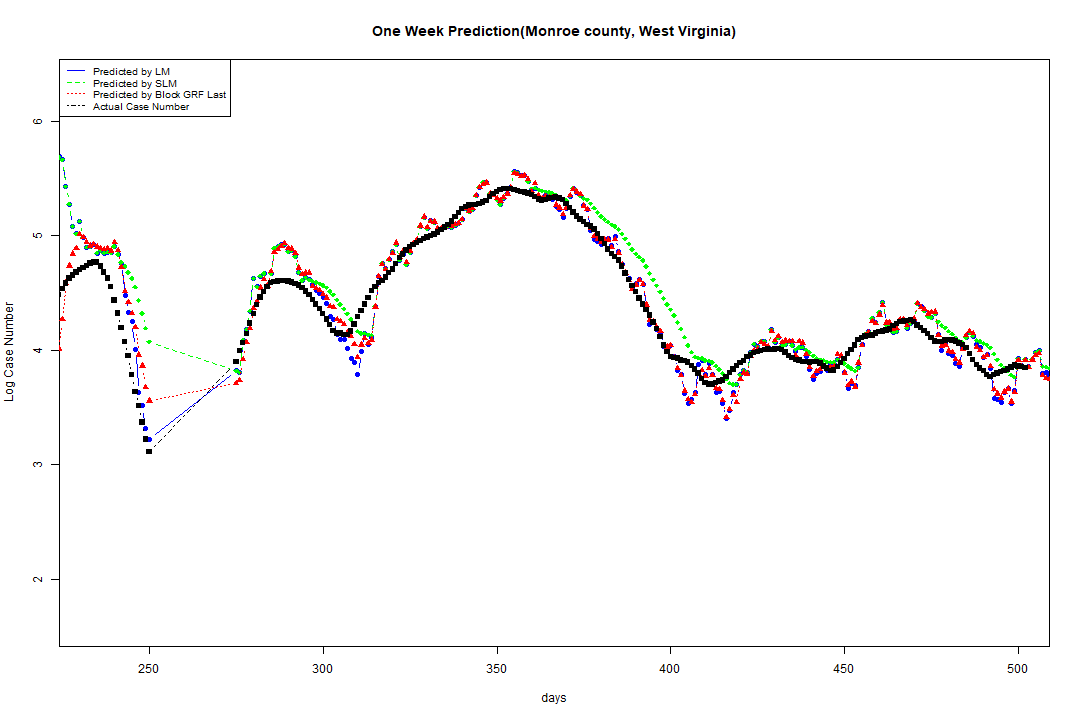 One Week Prediction(Monroe county, West Virginia)
Predicted by LM
Predicted by SLM
Predicted by Block GRF Last
Actual Case Number
6
5
4
3
2
Log Case Number
250 300 350 400 450 500
days